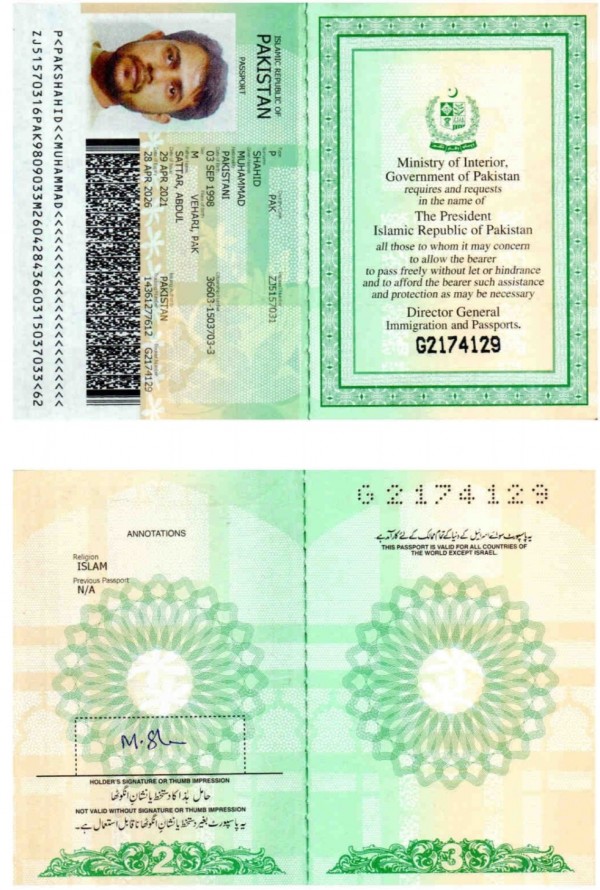 ISLAMIC REPUBLIC OF
PAKISTAN
PASSPORT
P PAK ZJ5157031
SHAHID
MUHAMMAD
PAKISTANI
03 SEP 1998 36603-1503703-3
M VEHARI, PAK
SATTAR, ABDUL
29 APR 2021 PAKISTAN
28 APR 2026 14361277612 G2174129
P<PAKSHAHID<<MUHAMMAD<<<<<<<<<<<<<<<<<<<<<<<
ZJ51570316PAK9809033M26042843660315037033<62
Ministry of Interior,
Government of Pakistan
requires and requests
in the name of
The President
Islamic Republic of Pakistan
all those to whom it may concern
to allow the bearer
to pass freely without let or hindrance
and to afford the bearer such assistance
and protection as may be necessary
Director General
Immigration and Passports.
G2174129
ANNOTATIONS
Religion
ISLAM
Previous Passport
N/A
M.Sh
HOLDER'S SIGNATURE OR THUMB IMPRESSION
حامل ہٰذا کا دستخط یا نشان انگوٹھا
NOT VALID WITHOUT SIGNATURE OR THUMB IMPRESSION
یہ پاسپورٹ بغیر دستخط یا نشان انگوٹھا ناقابل استعمال ہے۔
2
G2174129
یہ پاسپورٹ سوائے اسرائیل کے دنیا کے تمام ممالک کے لئے کارآمد ہے۔
THIS PASSPORT IS VALID FOR ALL COUNTRIES OF
THE WORLD EXCEPT ISRAEL.
3